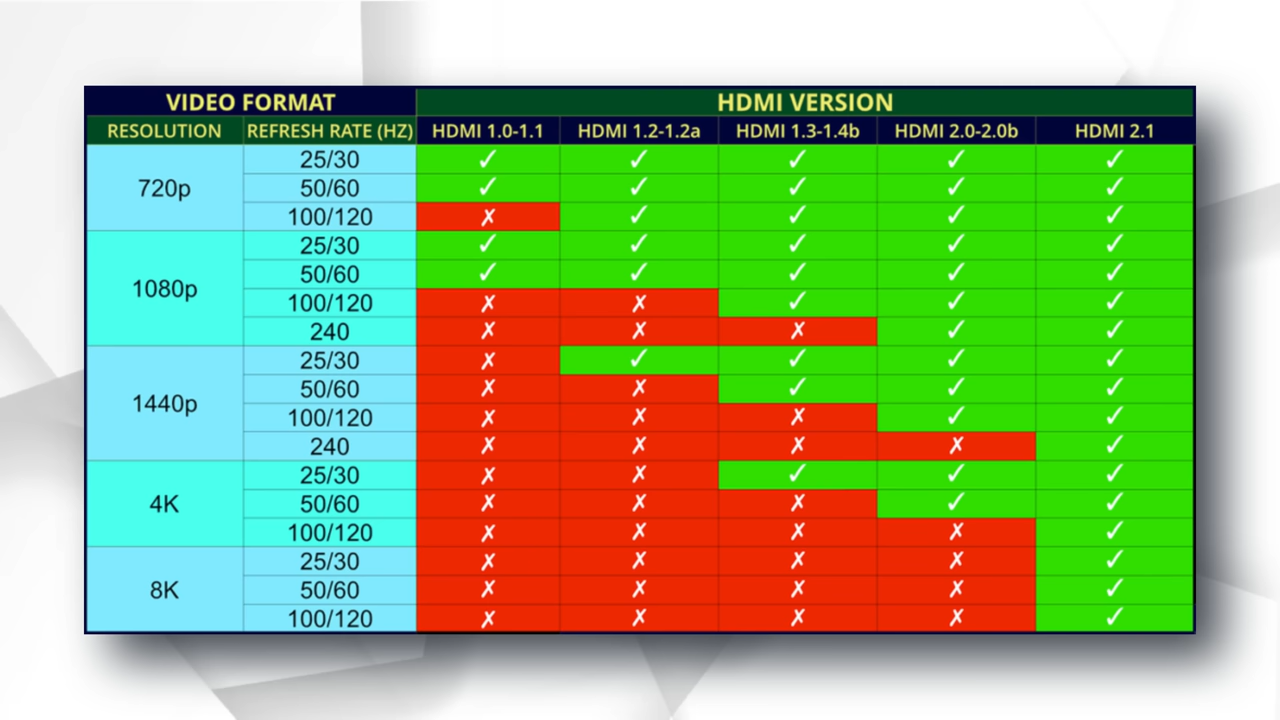 VIDEO FORMAT HDMI VERSION
RESOLUTION REFRESH RATE (HZ) HDMI 1.0-1.1 HDMI 1.2-1.2a HDMI 1.3-1.4b HDMI 2.0-2.0b HDMI 2.1
720p 25/30 ✓ ✓ ✓ ✓ ✓
50/60 ✓ ✓ ✓ ✓ ✓
100/120 ✗ ✓ ✓ ✓ ✓
1080p 25/30 ✓ ✓ ✓ ✓ ✓
50/60 ✓ ✓ ✓ ✓ ✓
100/120 ✗ ✗ ✓ ✓ ✓
240 ✗ ✗ ✗ ✓ ✓
1440p 25/30 ✗ ✓ ✓ ✓ ✓
50/60 ✗ ✗ ✓ ✓ ✓
100/120 ✗ ✗ ✗ ✓ ✓
240 ✗ ✗ ✗ ✗ ✓
4K 25/30 ✗ ✗ ✓ ✓ ✓
50/60 ✗ ✗ ✗ ✓ ✓
100/120 ✗ ✗ ✗ ✗ ✓
8K 25/30 ✗ ✗ ✗ ✗ ✓
50/60 ✗ ✗ ✗ ✗ ✓
100/120 ✗ ✗ ✗ ✗ ✓